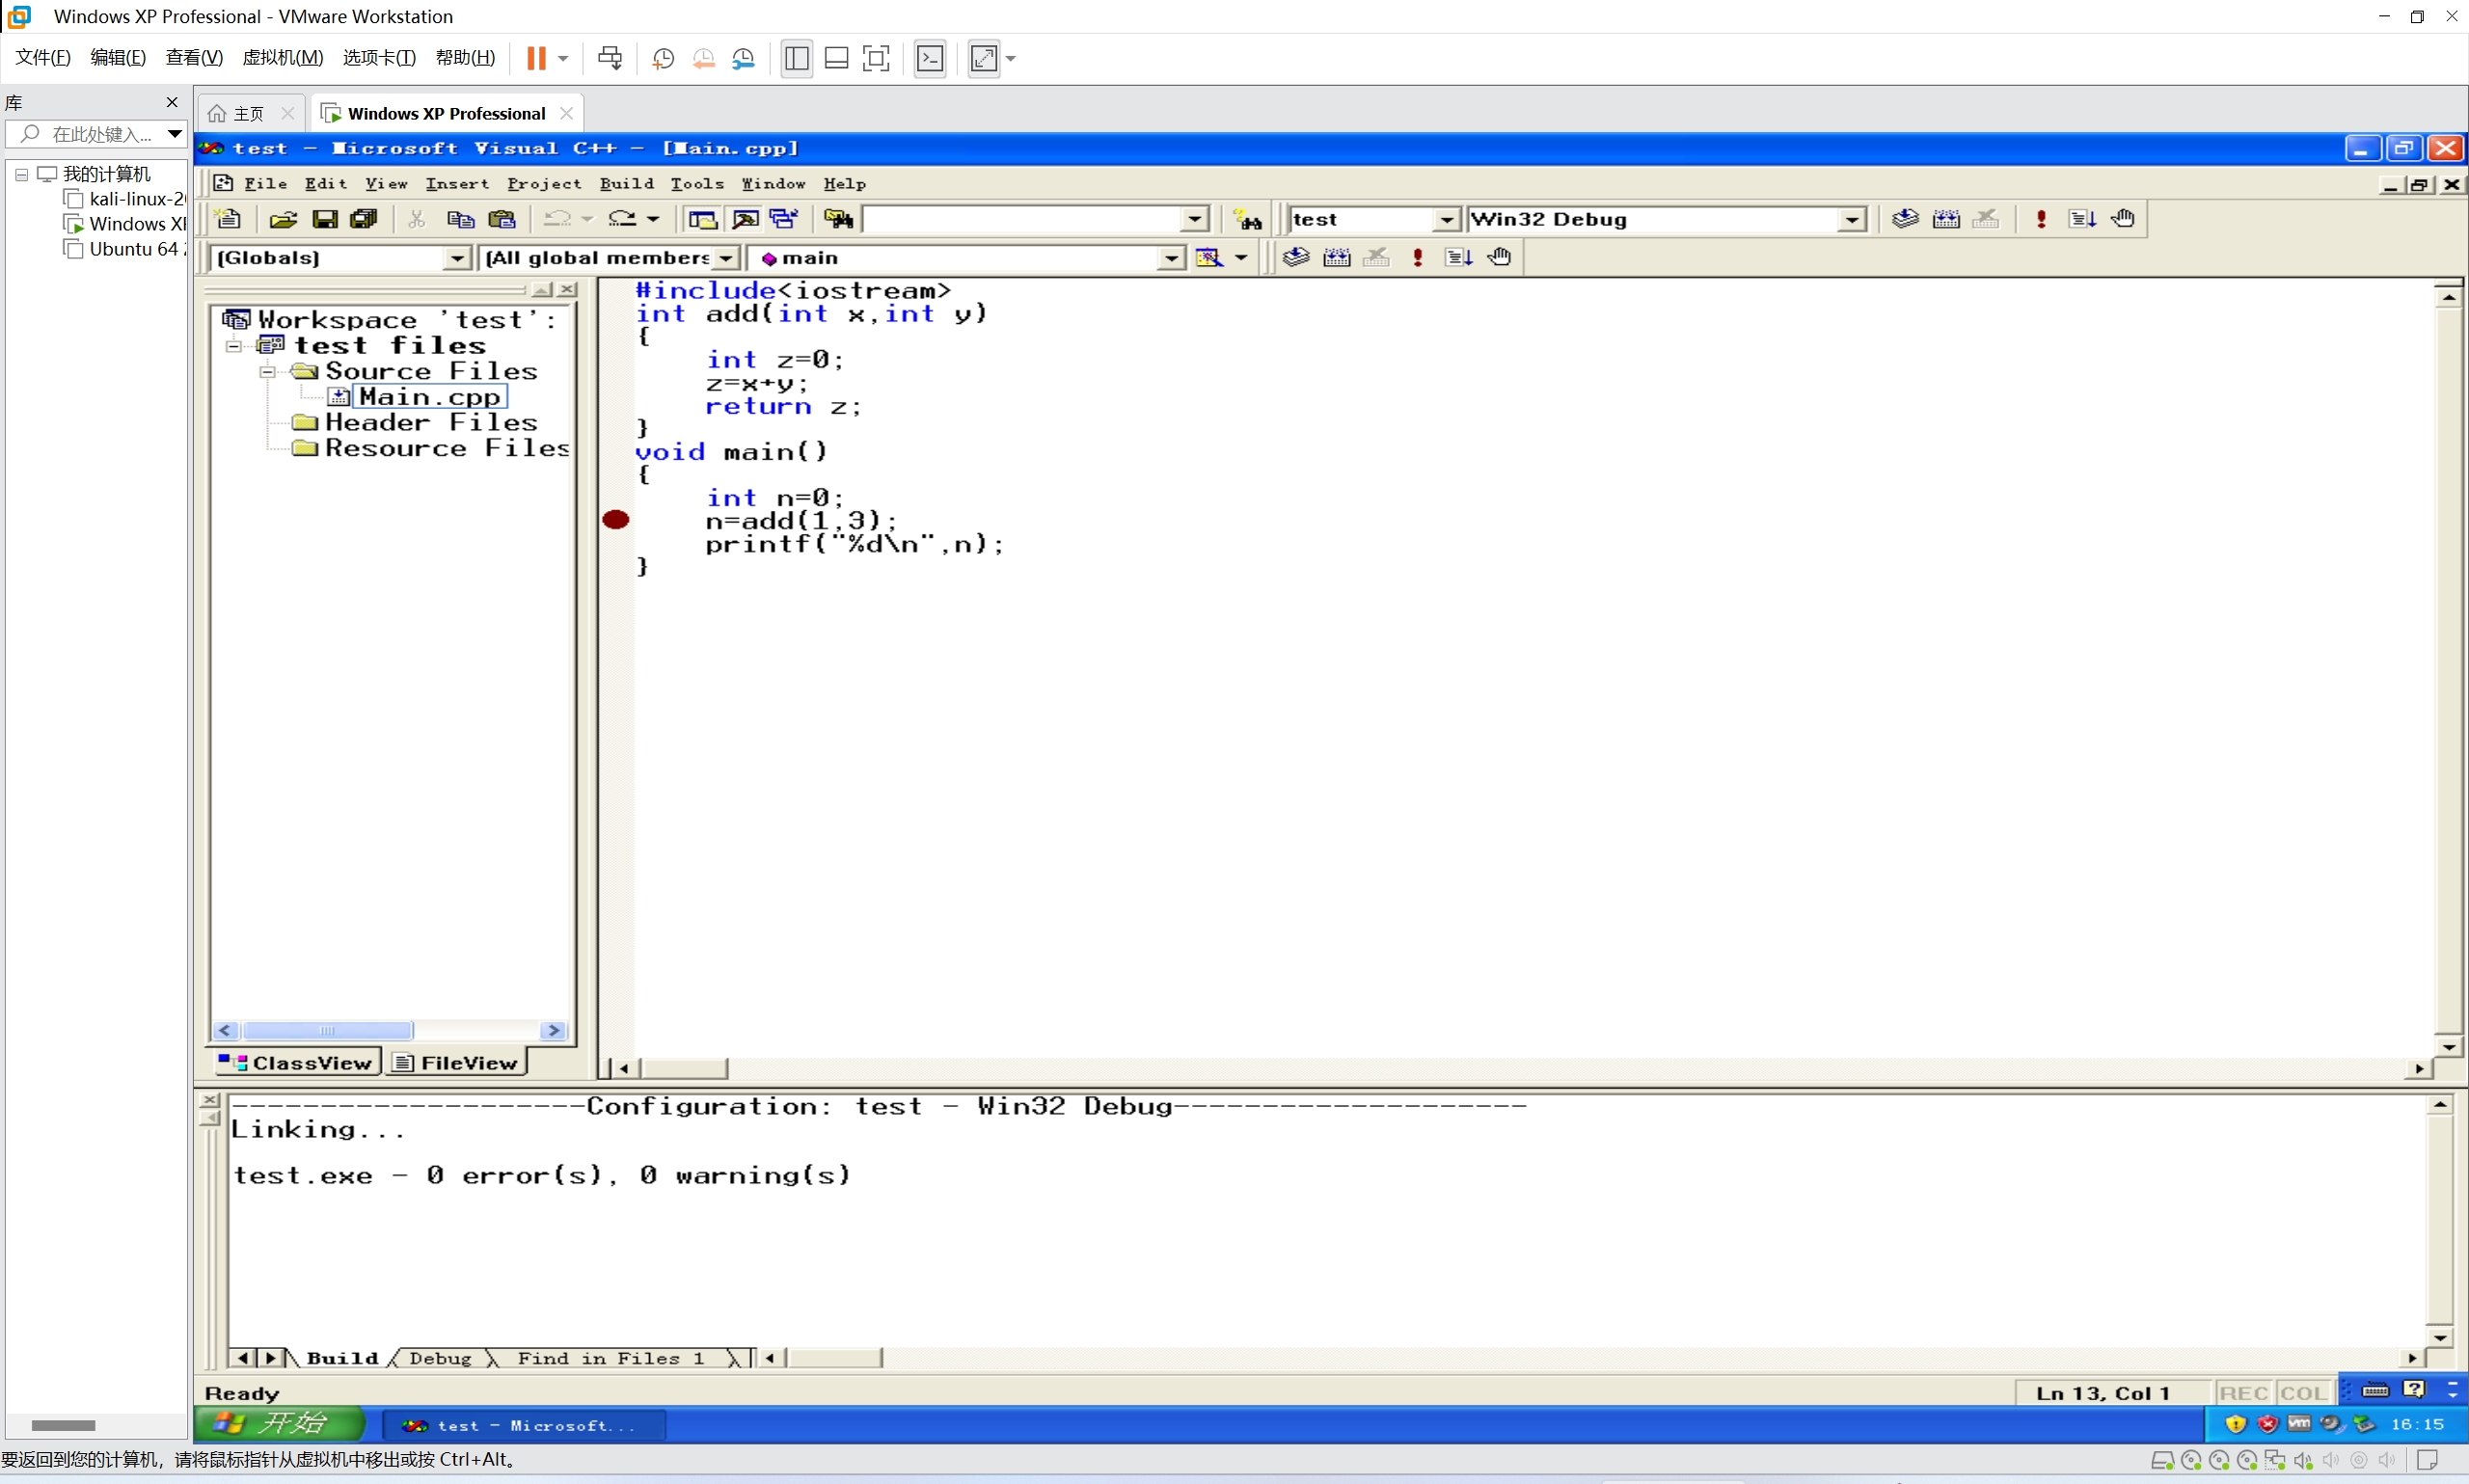 Windows XP Professional - VMware Workstation
文件(F) 编辑(E) 查看(V) 虚拟机(M) 选项卡(T) 帮助(H)
库
主页
Windows XP Professional
在此处键入...
我的计算机
kali-linux-2
Windows XI
Ubuntu 64
test - Microsoft Visual C++ - [Main.cpp]
File Edit View Insert Project Build Tools Window Help
test
Win32 Debug
(Globals)
(All global members
main
Workspace 'test':
test files
Source Files
Main.cpp
Header Files
Resource Files
ClassView
FileView
#include<iostream>
int add(int x,int y)
{
int z=0;
z=x+y;
return z;
}
void main()
{
int n=0;
n=add(1,3);
printf("%d\n",n);
}
--------------------Configuration: test - Win32 Debug--------------------
Linking...
test.exe - 0 error(s), 0 warning(s)
Build Debug Find in Files 1
Ready
Ln 13, Col 1
REC COL
开始
test - Microsoft...
16:15
要返回到您的计算机，请将鼠标指针从虚拟机中移出或按 Ctrl+Alt。